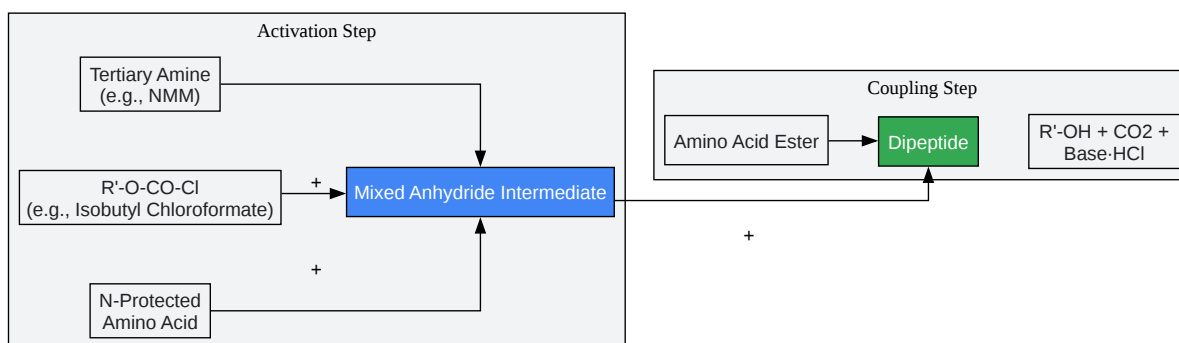 Activation Step
Tertiary Amine
(e.g., NMM)
R'-O-CO-Cl
(e.g., Isobutyl Chloroformate)
+
Mixed Anhydride Intermediate
+
N-Protected
Amino Acid
Coupling Step
Amino Acid Ester
Dipeptide
R'-OH + CO2 +
Base·HCl
+